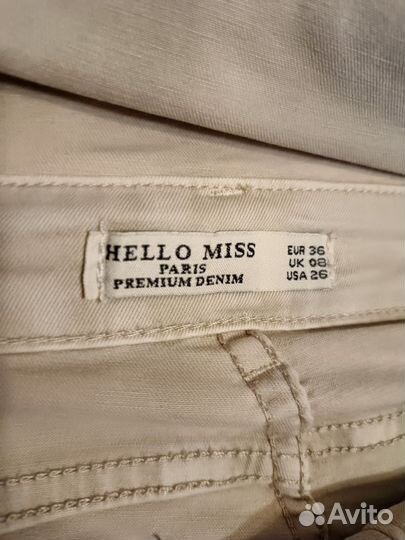 HELLO MISS
PARIS
PREMIUM DENIM
EUR 36
UK 08
USA 26
Avito